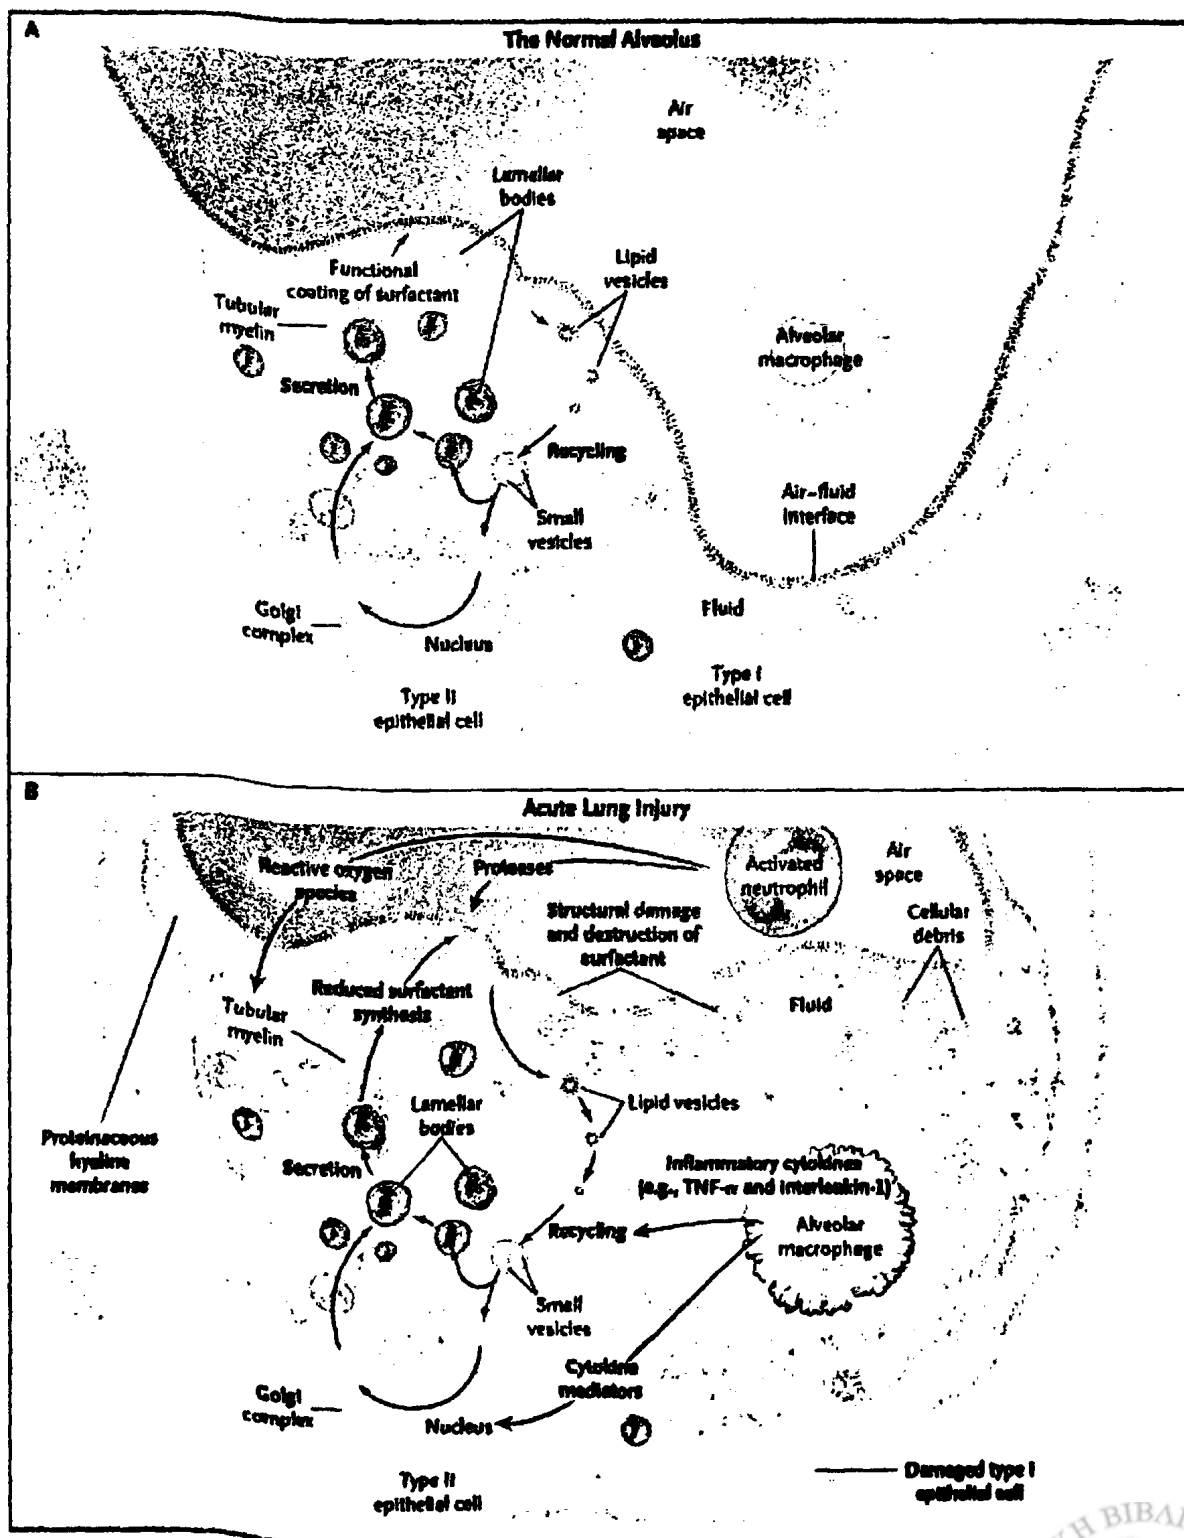 A
The Normal Alveolus
Air
space
Lamellar
bodies
Functional
coating of surfactant
Lipid
vesicles
Tubular
myelin
Alveolar
macrophage
Secretion
Recycling
Air–fluid
interface
Small
vesicles
Golgi
complex
Nucleus
Fluid
Type II
epithelial cell
Type I
epithelial cell
B
Acute Lung Injury
Reactive oxygen
species
Proteases
Activated
neutrophil
Air
space
Structural damage
and destruction of
surfactant
Cellular
debris
Reduced surfactant
synthesis
Fluid
Tubular
myelin
Lamellar
bodies
Lipid vesicles
Proteinaceous
hyaline
membranes
Secretion
Inflammatory cytokines
(e.g., TNF-α and interleukin-1)
Recycling
Alveolar
macrophage
Small
vesicles
Cytokine
mediators
Golgi
complex
Nucleus
Type II
epithelial cell
Damaged type I
epithelial cell